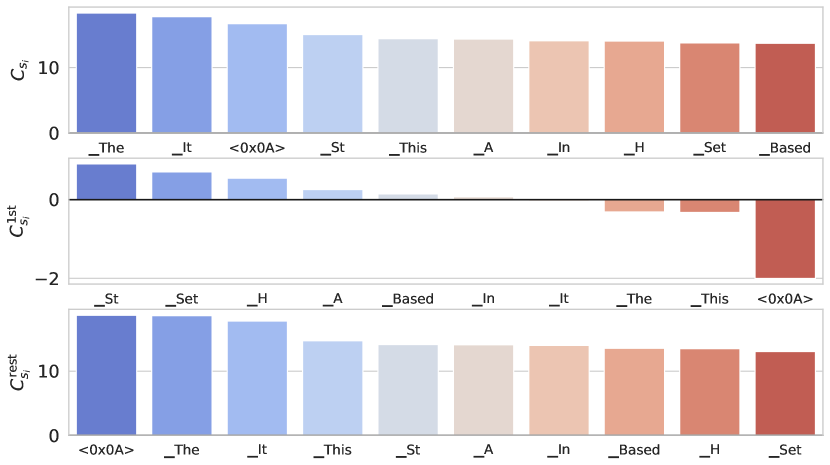 C_{s_i}
10
0
_The _It <0x0A> _St _This _A _In _H _Set _Based
C_{s_i}^{1st}
0
−2
_St _Set _H _A _Based _In _It _The _This <0x0A>
C_{s_i}^{rest}
10
0
<0x0A> _The _It _This _St _A _In _Based _H _Set